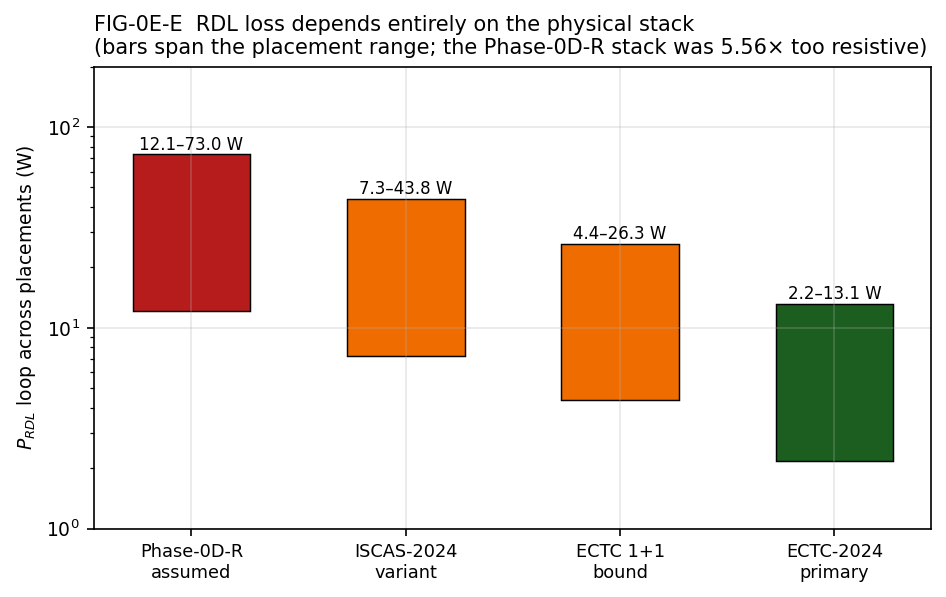 FIG-0E-E  RDL loss depends entirely on the physical stack
(bars span the placement range; the Phase-0D-R stack was 5.56× too resistive)
P_RDL loop across placements (W)
10²
10¹
10⁰
12.1–73.0 W
7.3–43.8 W
4.4–26.3 W
2.2–13.1 W
Phase-0D-R
assumed
ISCAS-2024
variant
ECTC 1+1
bound
ECTC-2024
primary